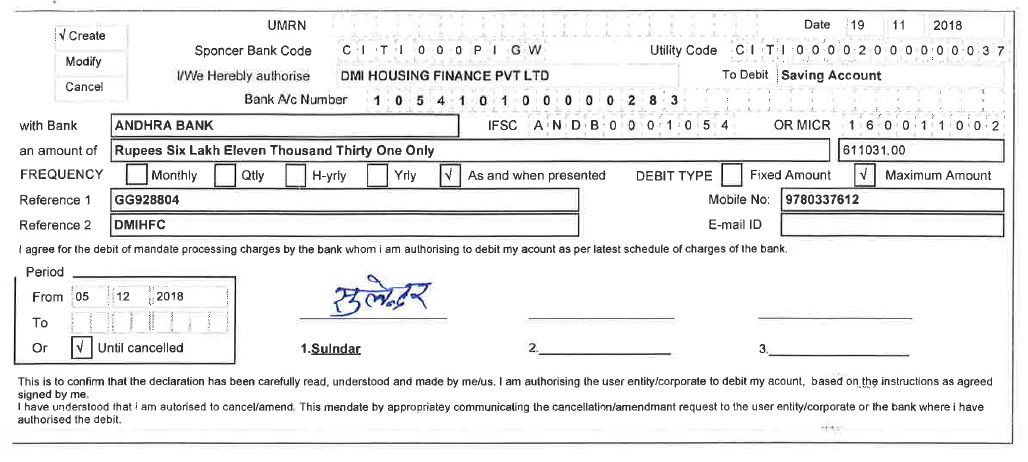 UMRN Date 19 11 2018
√ Create
Sponcer Bank Code C I T I 0 0 0 P I G W Utility Code C I T I 0 0 0 0 2 0 0 0 0 0 0 0 3 7
Modify
I/We Hereby authorise DMI HOUSING FINANCE PVT LTD To Debit Saving Account
Cancel
Bank A/c Number 1 0 5 4 1 0 1 0 0 0 0 0 2 8 3
with Bank ANDHRA BANK IFSC A N D B 0 0 0 1 0 5 4 OR MICR 1 6 0 0 1 1 0 0 2
an amount of Rupees Six Lakh Eleven Thousand Thirty One Only 611031.00
FREQUENCY Monthly Qtly H-yrly Yrly √ As and when presented DEBIT TYPE Fixed Amount √ Maximum Amount
Reference 1 GG928804 Mobile No: 9780337612
Reference 2 DMIHFC E-mail ID
I agree for the debit of mandate processing charges by the bank whom i am authorising to debit my acount as per latest schedule of charges of the bank.
Period
From 05 12 2018
To
Or √ Until cancelled 1.Sulndar 2. 3.
This is to confirm that the declaration has been carefully read, understood and made by me/us. I am authorising the user entity/corporate to debit my acount, based on the instructions as agreed
signed by me.
I have understood that i am autorised to cancel/amend. This mandate by appropriatey communicating the cancellation/amendmant request to the user entity/corporate or the bank where i have
authorised the debit.